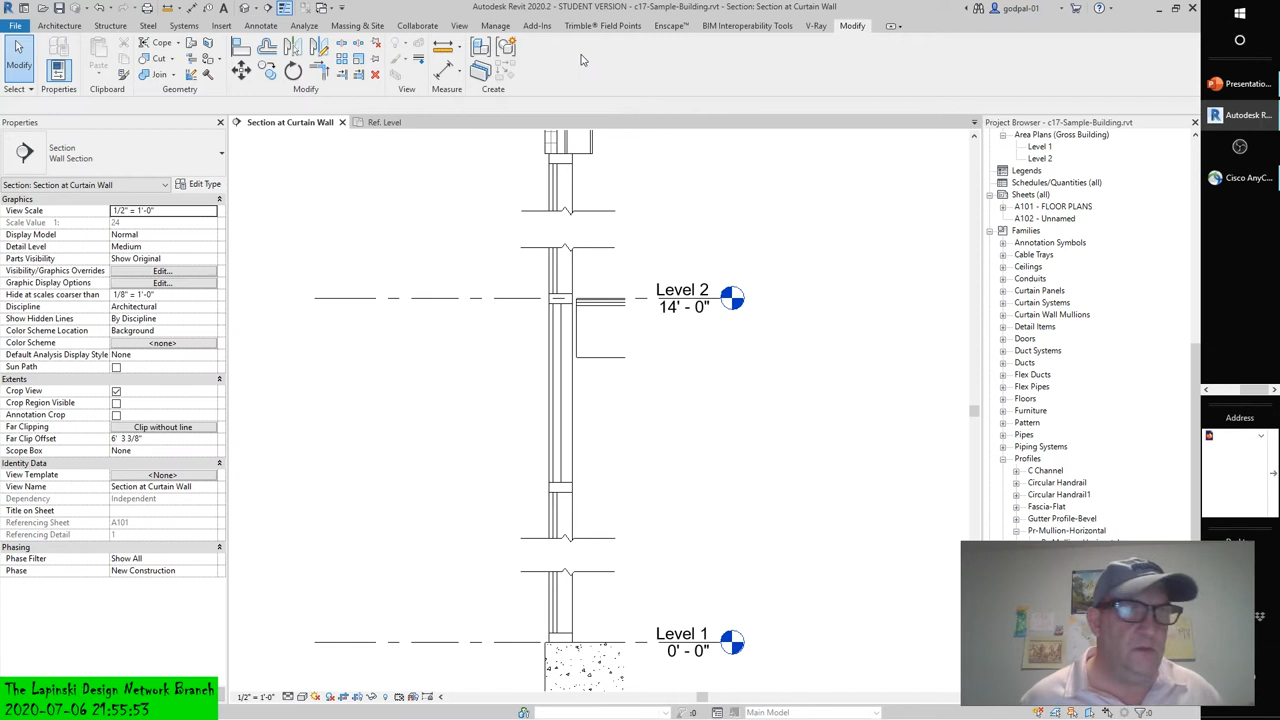 Autodesk Revit 2020.2 - STUDENT VERSION - c17-Sample-Building.rvt - Section: Section at Curtain Wall
godpal-01
File Architecture Structure Steel Systems Insert Annotate Analyze Massing & Site Collaborate View Manage Add-Ins Trimble® Field Points Enscape™ BIM Interoperability Tools V-Ray Modify
Modify Properties Paste Cope Cut Join
Select Properties Clipboard Geometry Modify View Measure Create
Properties
Section
Wall Section
Section: Section at Curtain Wall Edit Type
Graphics
View Scale 1/2" = 1'-0"
Scale Value 1: 24
Display Model Normal
Detail Level Medium
Parts Visibility Show Original
Visibility/Graphics Overrides Edit...
Graphic Display Options Edit...
Hide at scales coarser than 1/8" = 1'-0"
Discipline Architectural
Show Hidden Lines By Discipline
Color Scheme Location Background
Color Scheme <none>
Default Analysis Display Style None
Sun Path
Extents
Crop View
Crop Region Visible
Annotation Crop
Far Clipping Clip without line
Far Clip Offset 6' 3 3/8"
Scope Box None
Identity Data
View Template <None>
View Name Section at Curtain Wall
Dependency Independent
Title on Sheet
Referencing Sheet A101
Referencing Detail 1
Phasing
Phase Filter Show All
Phase New Construction
Section at Curtain Wall Ref. Level
Level 2
14' - 0"
Level 1
0' - 0"
1/2" = 1'-0"
:0 Main Model :0
Project Browser - c17-Sample-Building.rvt
Area Plans (Gross Building)
Level 1
Level 2
Legends
Schedules/Quantities (all)
Sheets (all)
A101 - FLOOR PLANS
A102 - Unnamed
Families
Annotation Symbols
Cable Trays
Ceilings
Conduits
Curtain Panels
Curtain Systems
Curtain Wall Mullions
Detail Items
Doors
Duct Systems
Ducts
Flex Ducts
Flex Pipes
Floors
Furniture
Pattern
Pipes
Piping Systems
Profiles
C Channel
Circular Handrail
Circular Handrail1
Fascia-Flat
Gutter Profile-Bevel
Pr-Mullion-Horizontal
Presentatio...
Autodesk R...
Cisco AnyC...
Address
The Lapinski Design Network Branch
2020-07-06 21:55:53